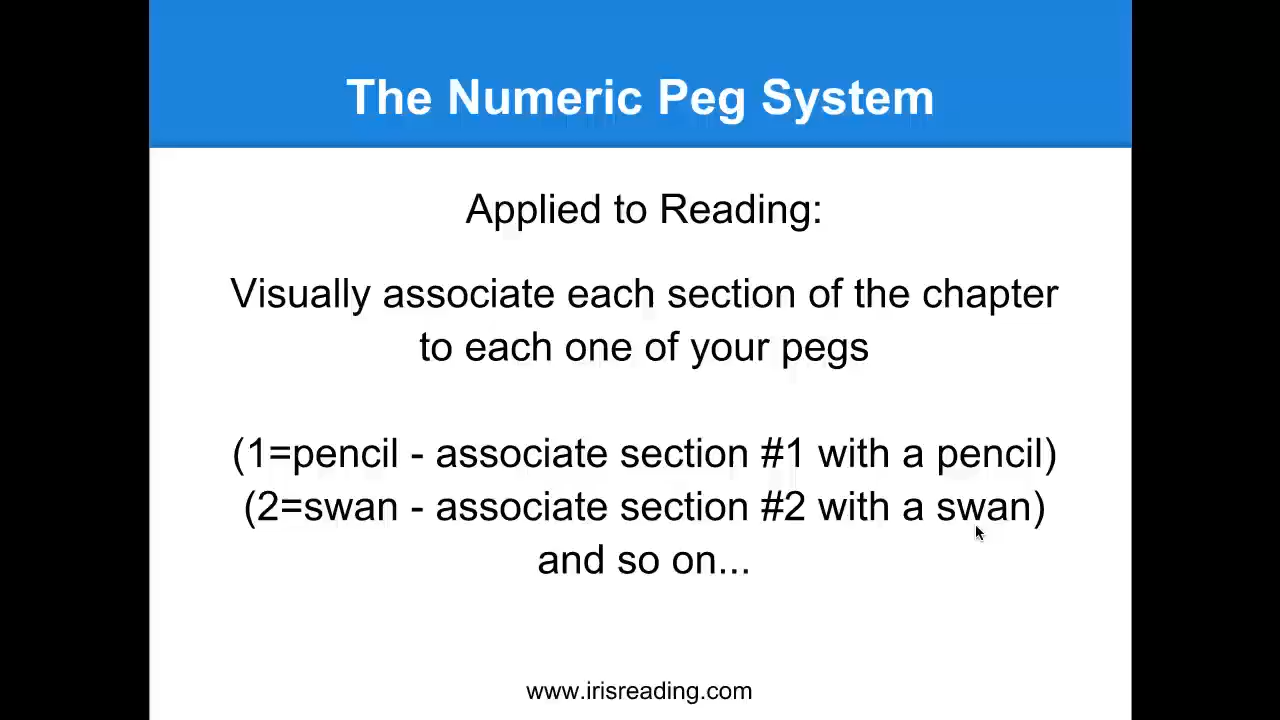 The Numeric Peg System
Applied to Reading:
Visually associate each section of the chapter
to each one of your pegs
(1=pencil - associate section #1 with a pencil)
(2=swan - associate section #2 with a swan)
and so on...
www.irisreading.com